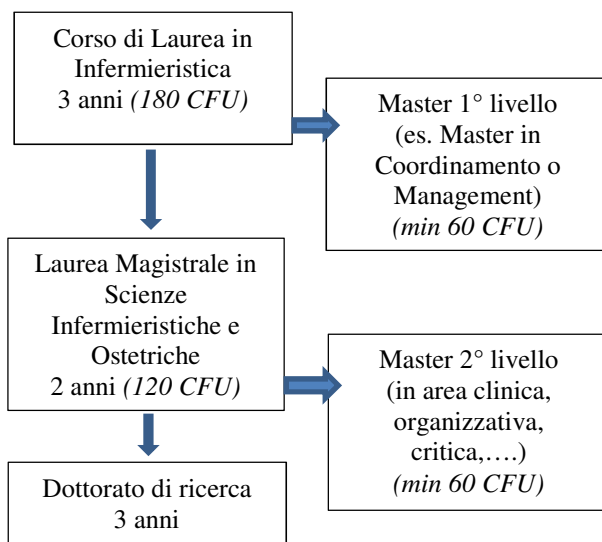 Corso di Laurea in
Infermieristica
3 anni (180 CFU)
Master 1° livello
(es. Master in
Coordinamento o
Management)
(min 60 CFU)
Laurea Magistrale in
Scienze
Infermieristiche e
Ostetriche
2 anni (120 CFU)
Master 2° livello
(in area clinica,
organizzativa,
critica,….)
(min 60 CFU)
Dottorato di ricerca
3 anni